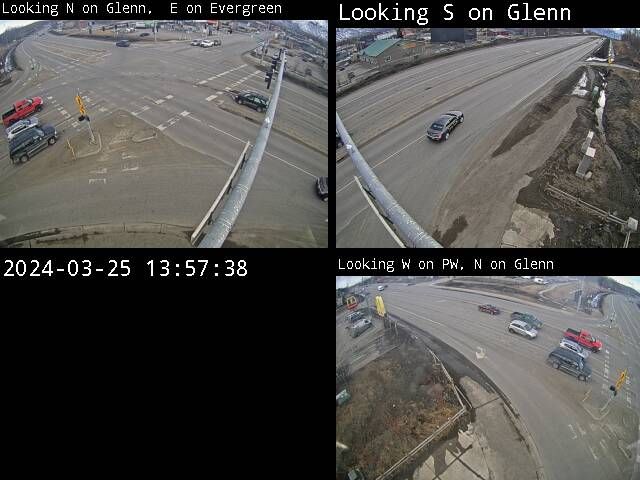 Looking N on Glenn, E on Evergreen
Looking S on Glenn
2024-03-25 13:57:38
Looking W on PW, N on Glenn